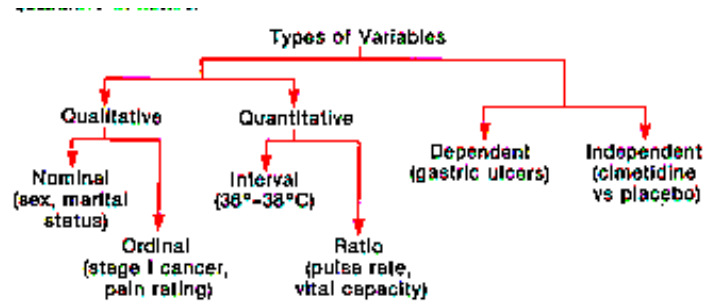 Types of Variables
Qualitative
Quantitative
Dependent
(gastric ulcers)
Independent
(cimetidine
vs placebo)
Nominal
(sex, marital
status)
Interval
(36°-38°C)
Ordinal
(stage I cancer,
pain rating)
Ratio
(pulse rate,
vital capacity)